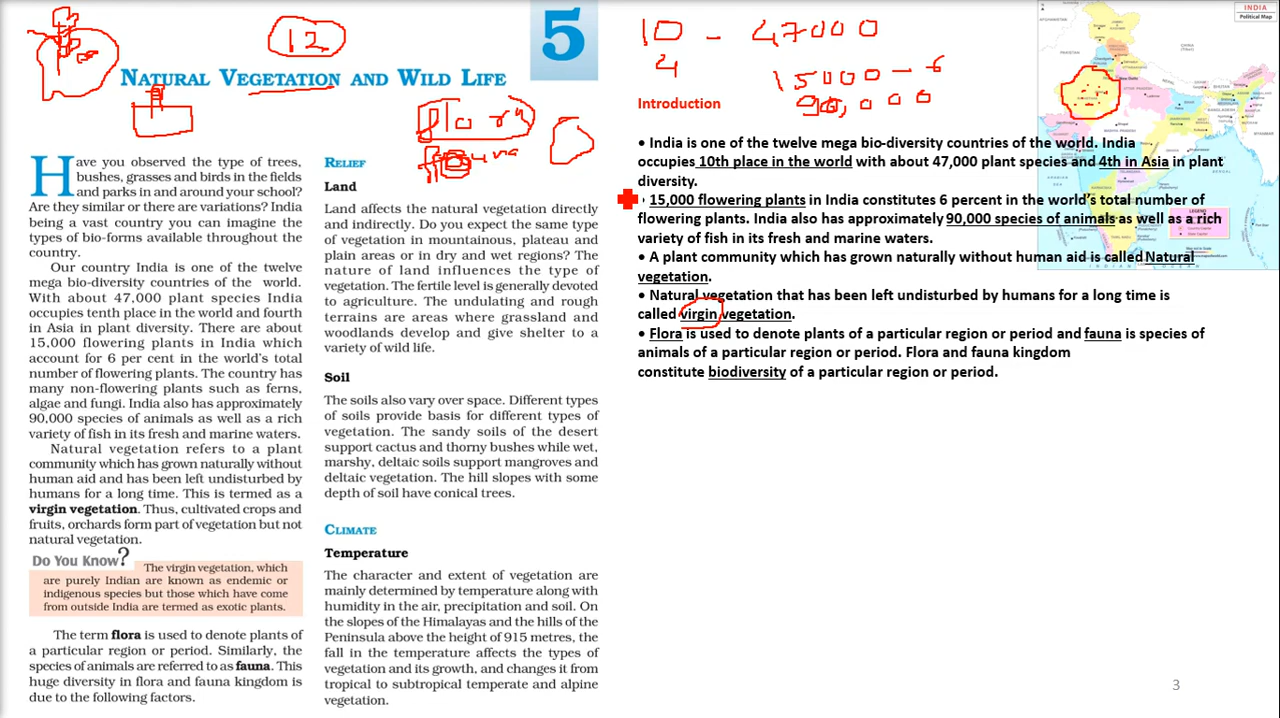 12
5
NATURAL VEGETATION AND WILD LIFE
flora
Have you observed the type of trees,
bushes, grasses and birds in the fields
and parks in and around your school?
Are they similar or there are variations? India
being a vast country you can imagine the
types of bio-forms available throughout the
country.
Our country India is one of the twelve
mega bio-diversity countries of the world.
With about 47,000 plant species India
occupies tenth place in the world and fourth
in Asia in plant diversity. There are about
15,000 flowering plants in India which
account for 6 per cent in the world's total
number of flowering plants. The country has
many non-flowering plants such as ferns,
algae and fungi. India also has approximately
90,000 species of animals as well as a rich
variety of fish in its fresh and marine waters.
Natural vegetation refers to a plant
community which has grown naturally without
human aid and has been left undisturbed by
humans for a long time. This is termed as a
virgin vegetation. Thus, cultivated crops and
fruits, orchards form part of vegetation but not
natural vegetation.
Do You Know?
The virgin vegetation, which
are purely Indian are known as endemic or
indigenous species but those which have come
from outside India are termed as exotic plants.
The term flora is used to denote plants of
a particular region or period. Similarly, the
species of animals are referred to as fauna. This
huge diversity in flora and fauna kingdom is
due to the following factors.
RELIEF
Land
Land affects the natural vegetation directly
and indirectly. Do you expect the same type
of vegetation in mountainous, plateau and
plain areas or in dry and wet regions? The
nature of land influences the type of
vegetation. The fertile level is generally devoted
to agriculture. The undulating and rough
terrains are areas where grassland and
woodlands develop and give shelter to a
variety of wild life.
Soil
The soils also vary over space. Different types
of soils provide basis for different types of
vegetation. The sandy soils of the desert
support cactus and thorny bushes while wet,
marshy, deltaic soils support mangroves and
deltaic vegetation. The hill slopes with some
depth of soil have conical trees.
CLIMATE
Temperature
The character and extent of vegetation are
mainly determined by temperature along with
humidity in the air, precipitation and soil. On
the slopes of the Himalayas and the hills of the
Peninsula above the height of 915 metres, the
fall in the temperature affects the types of
vegetation and its growth, and changes it from
tropical to subtropical temperate and alpine
vegetation.
10 - 47000
4
15000 - 6
90,000
INDIA
Political Map
Introduction
• India is one of the twelve mega bio-diversity countries of the world. India
occupies 10th place in the world with about 47,000 plant species and 4th in Asia in plant
diversity.
• 15,000 flowering plants in India constitutes 6 percent in the world's total number of
flowering plants. India also has approximately 90,000 species of animals as well as a rich
variety of fish in its fresh and marine waters.
• A plant community which has grown naturally without human aid is called Natural
vegetation.
• Natural vegetation that has been left undisturbed by humans for a long time is
called virgin vegetation.
• Flora is used to denote plants of a particular region or period and fauna is species of
animals of a particular region or period. Flora and fauna kingdom
constitute biodiversity of a particular region or period.
3